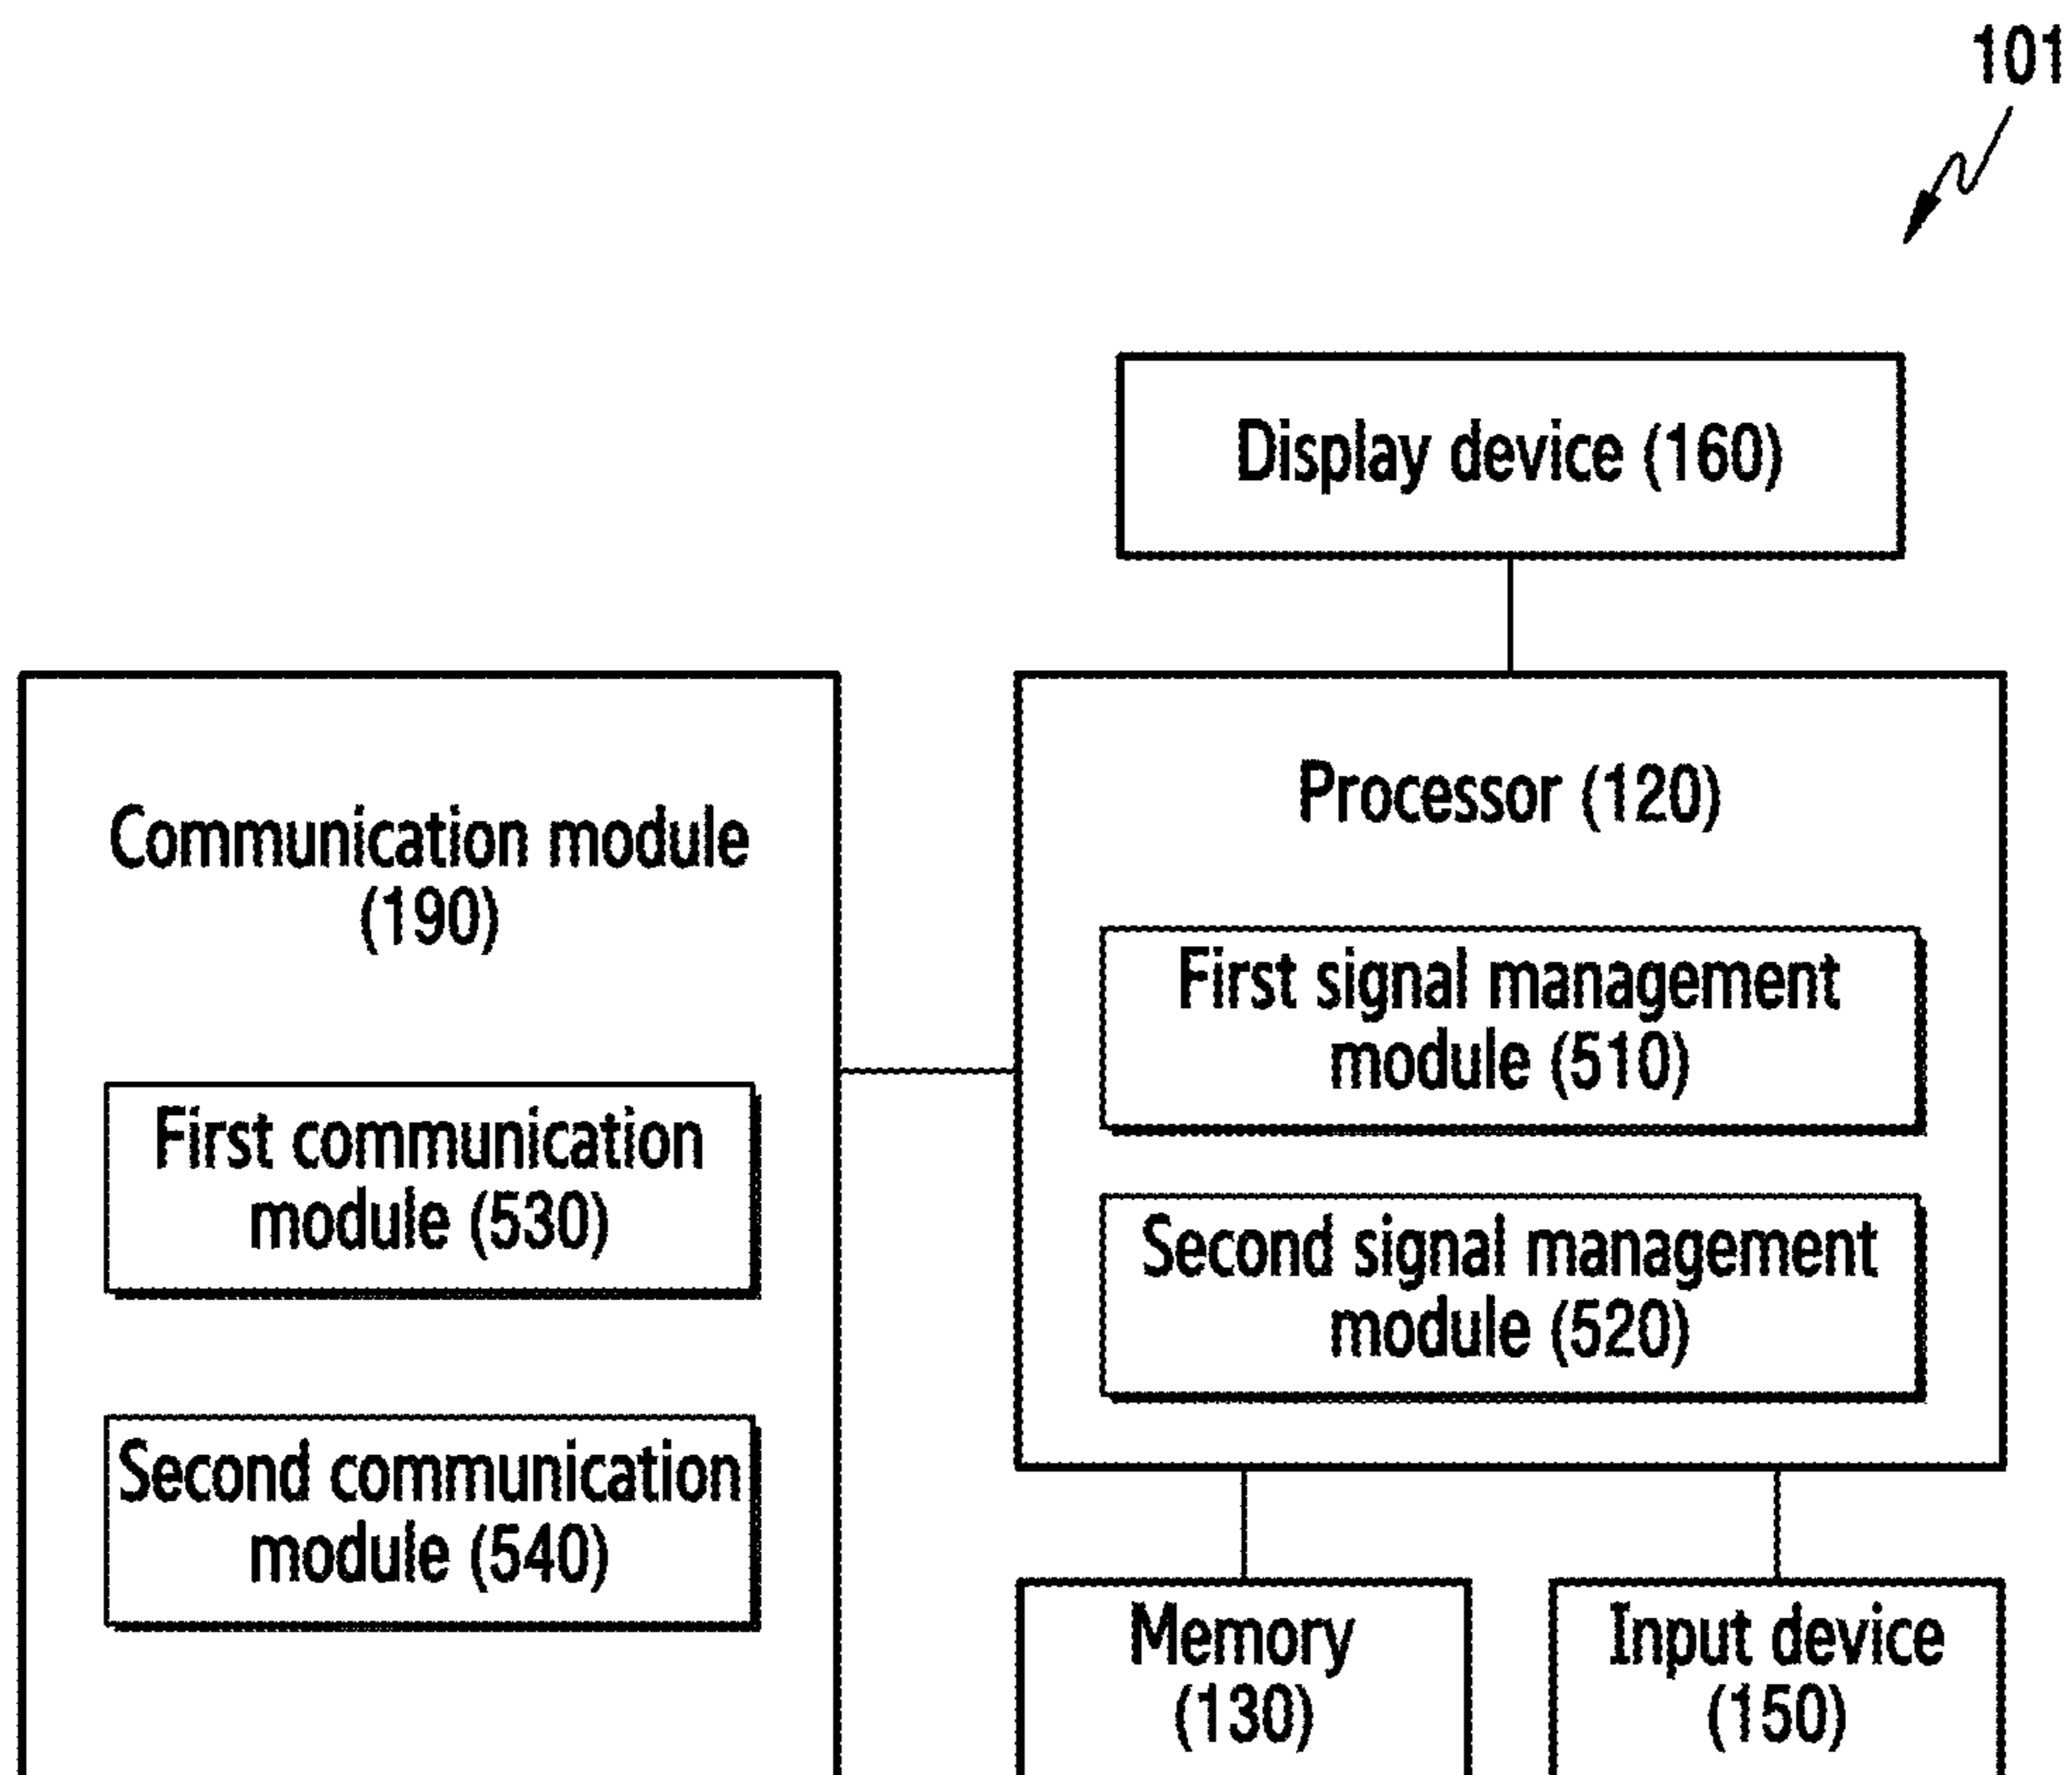 101
Display device (160)
Communication module
(190)
First communication
module (530)
Second communication
module (540)
Processor (120)
First signal management
module (510)
Second signal management
module (520)
Memory
(130)
Input device
(150)